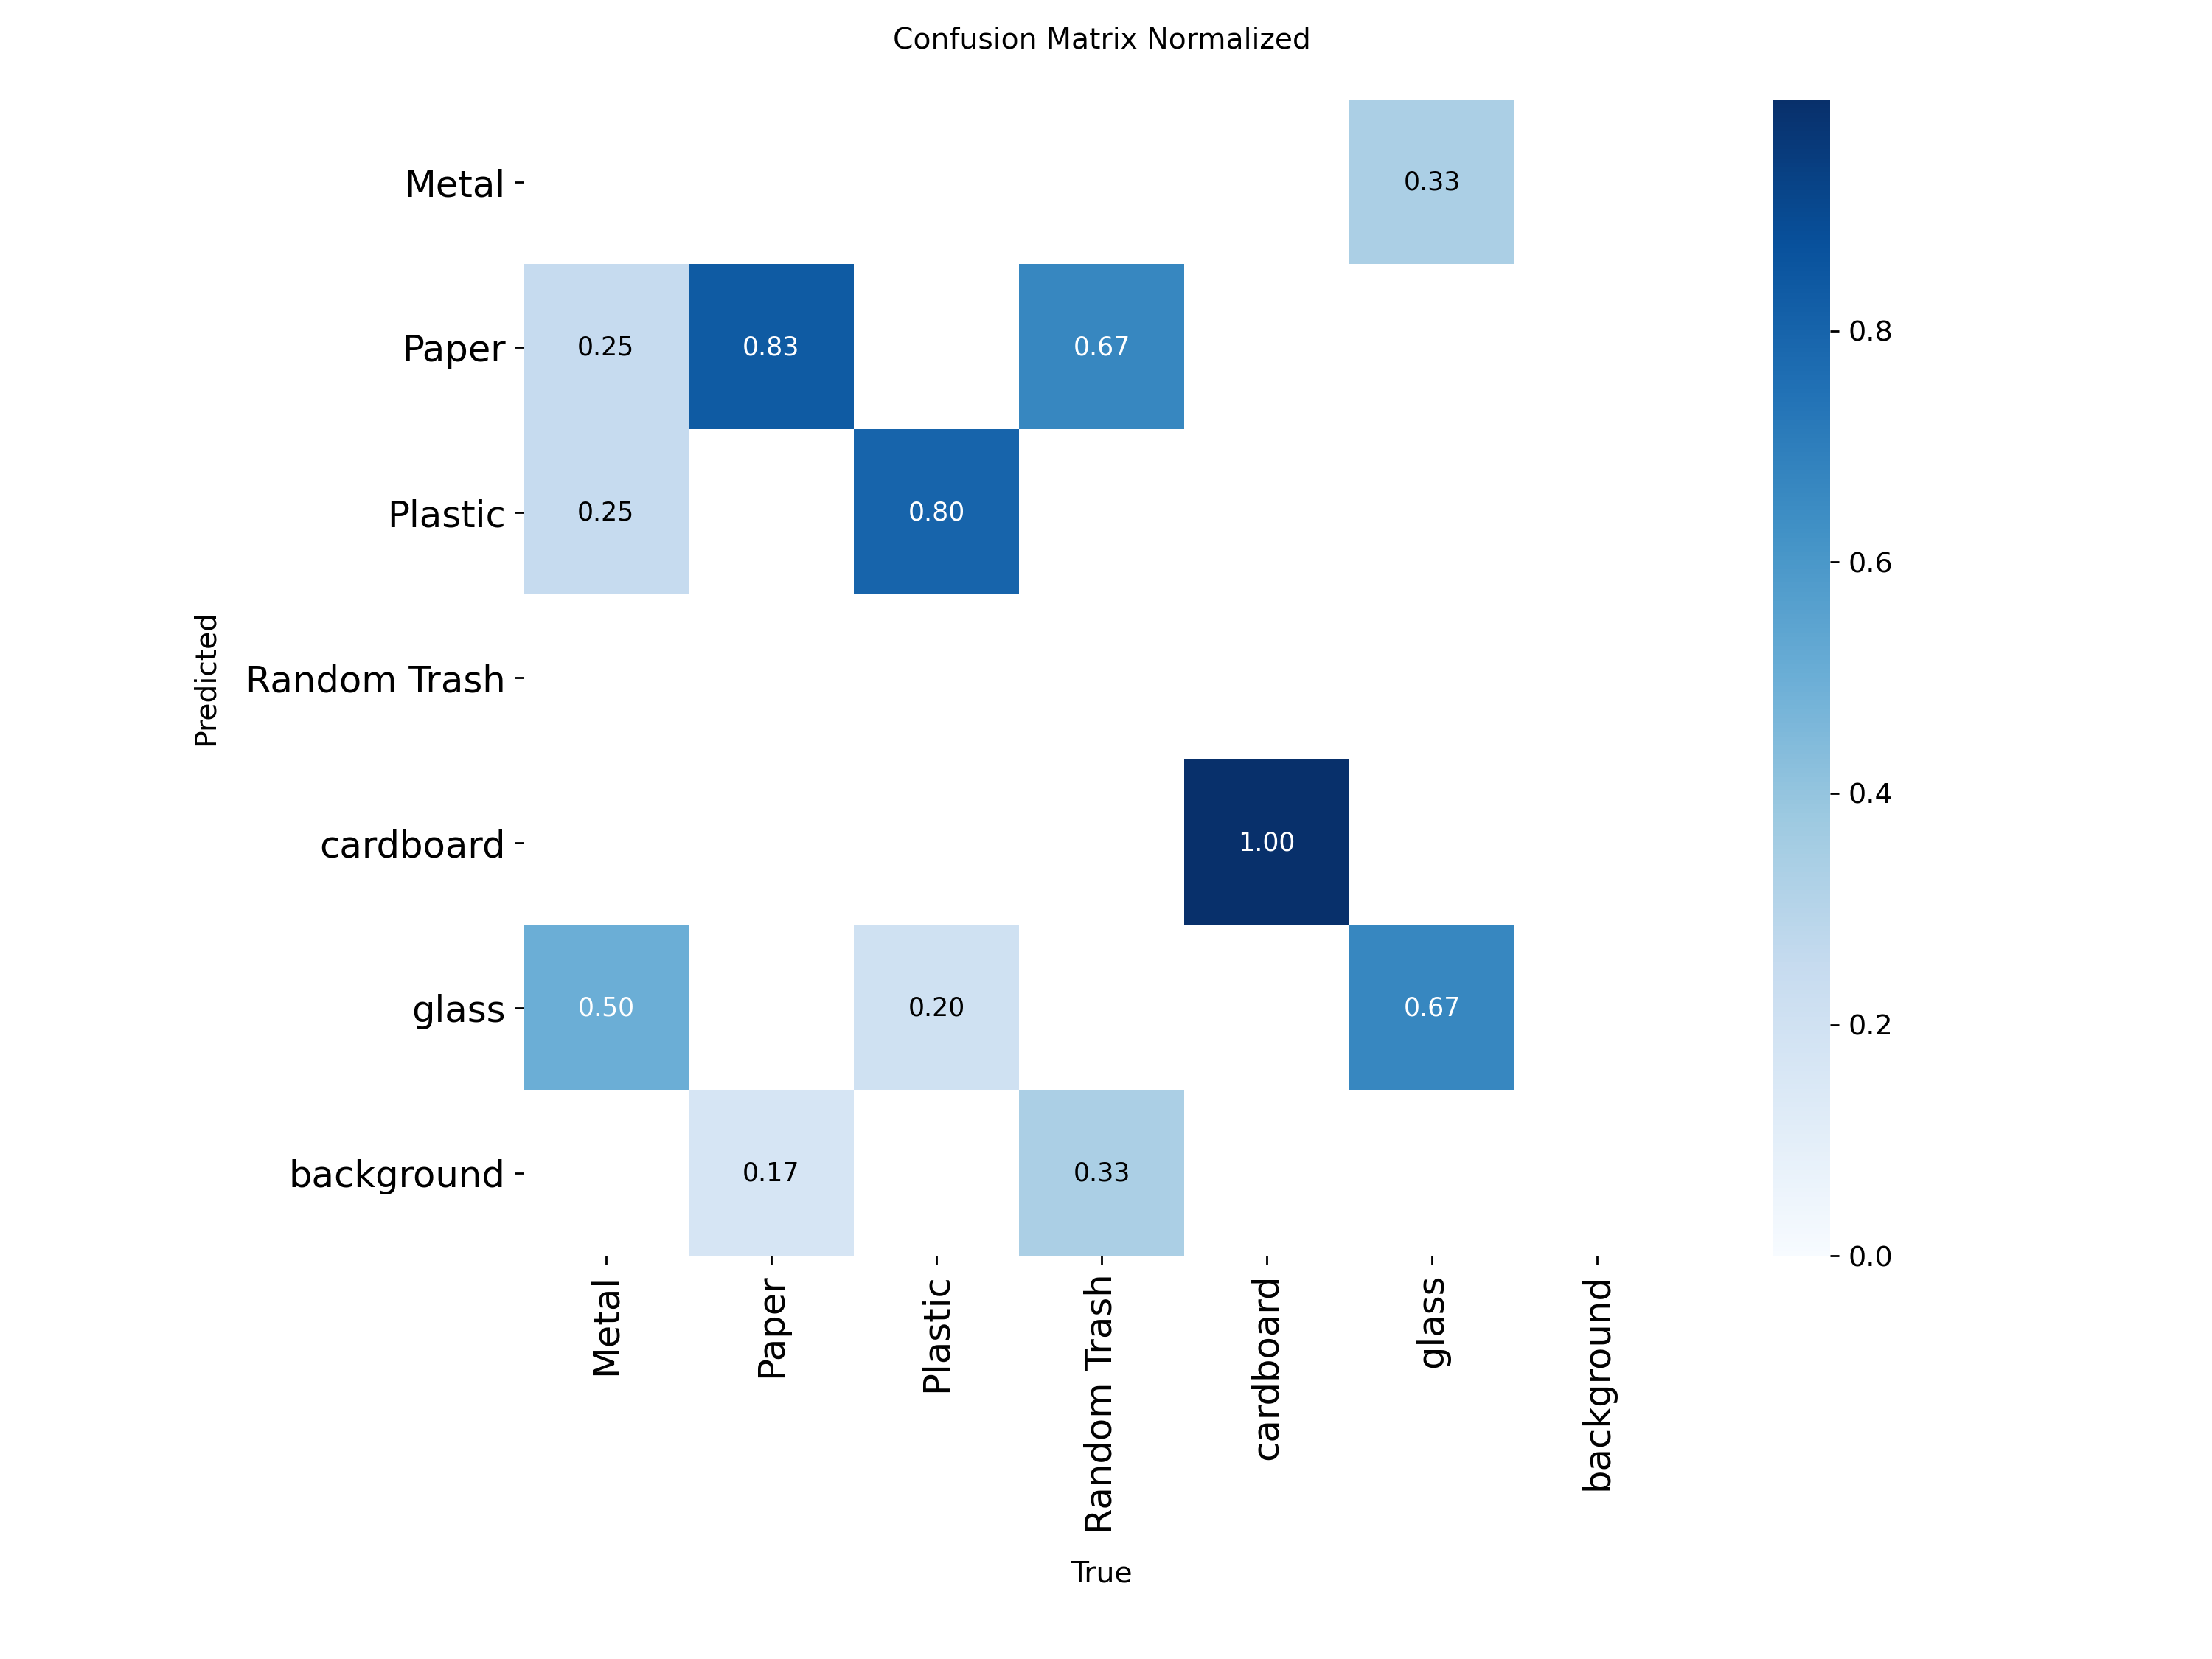 Confusion Matrix Normalized
Metal
0.33
Paper
0.25 0.83 0.67
Plastic
0.25 0.80
Random Trash
cardboard
1.00
glass
0.50 0.20 0.67
background
0.17 0.33
Predicted
Metal
Paper
Plastic
Random Trash
cardboard
glass
background
True
0.8
0.6
0.4
0.2
0.0